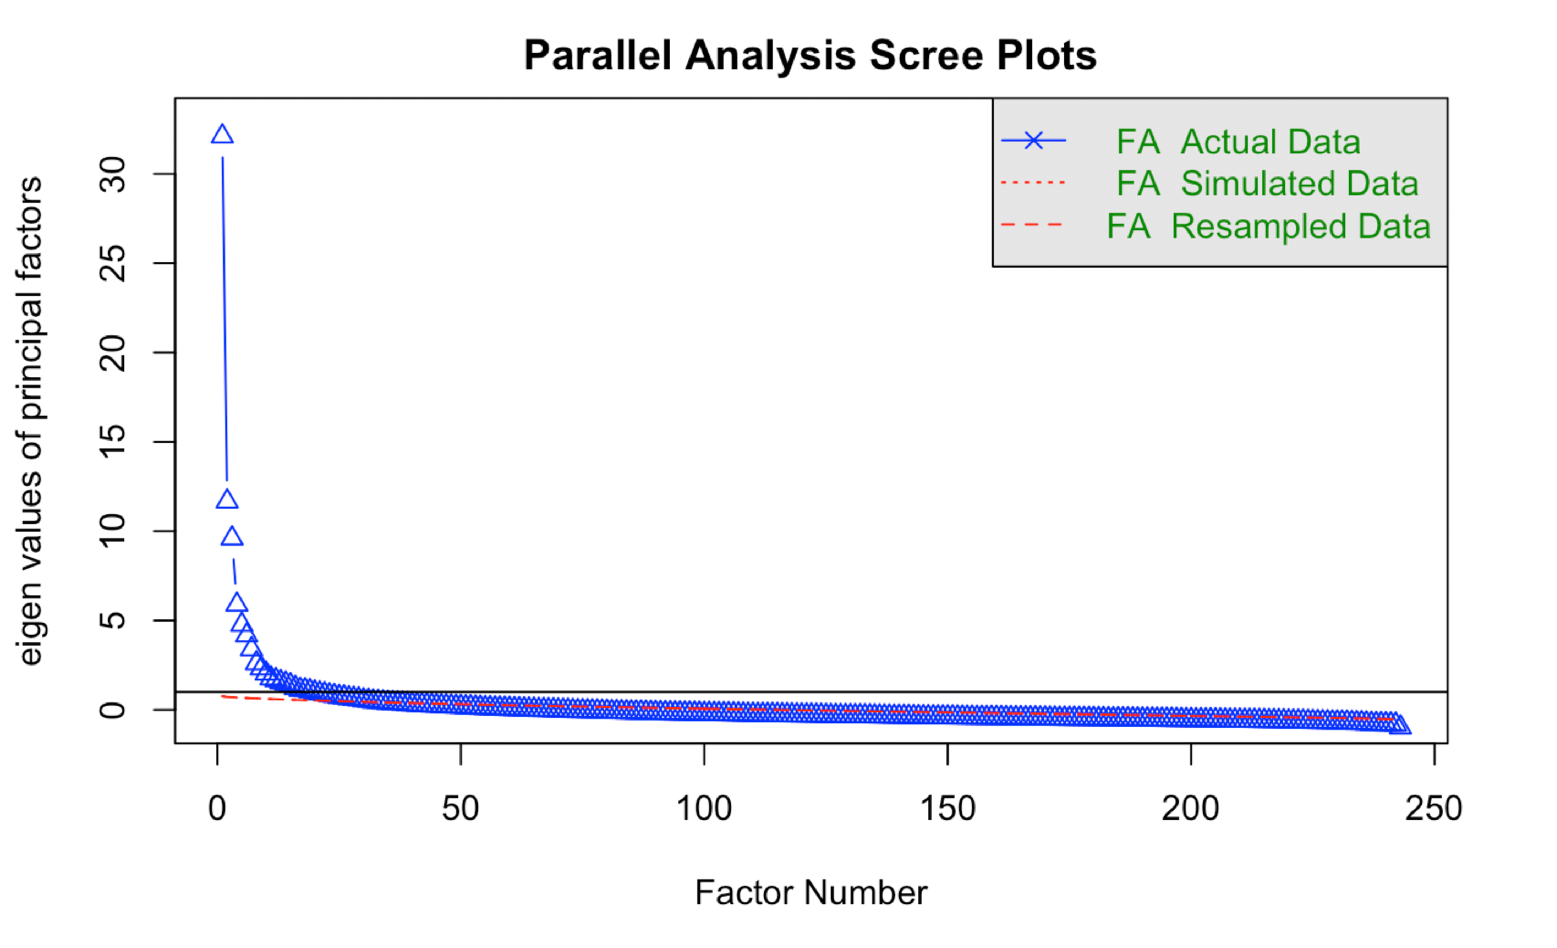 Parallel Analysis Scree Plots
FA Actual Data
FA Simulated Data
FA Resampled Data
eigen values of principal factors
30
25
20
15
10
5
0
0 50 100 150 200 250
Factor Number